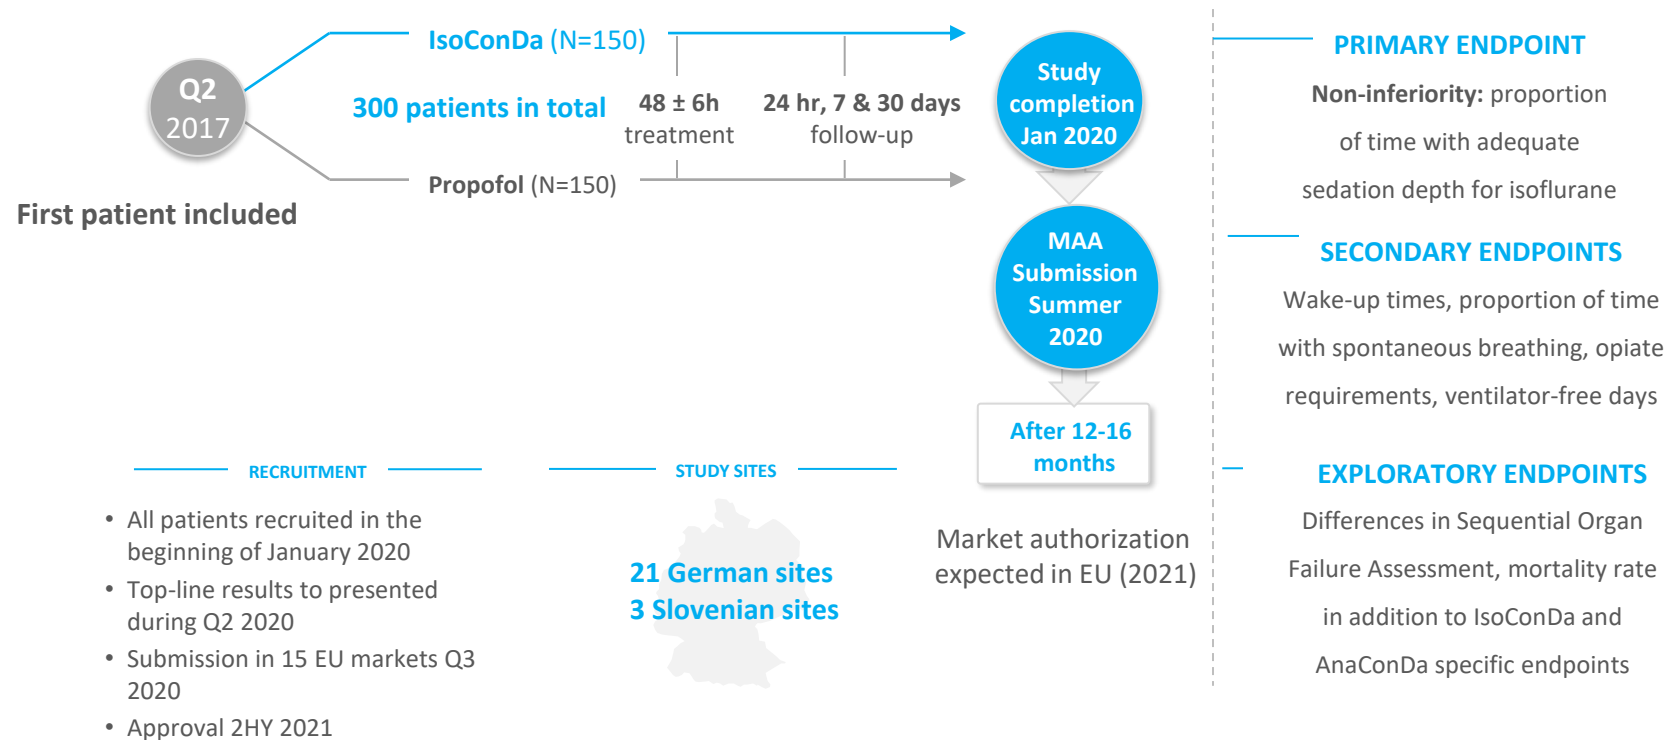 Q2
2017
First patient included
IsoConDa (N=150)
300 patients in total
Propofol (N=150)
48 ± 6h
treatment
24 hr, 7 & 30 days
follow-up
Study
completion
Jan 2020
MAA
Submission
Summer
2020
After 12-16
months
Market authorization
expected in EU (2021)
RECRUITMENT
• All patients recruited in the
beginning of January 2020
• Top-line results to presented
during Q2 2020
• Submission in 15 EU markets Q3
2020
• Approval 2HY 2021
STUDY SITES
21 German sites
3 Slovenian sites
PRIMARY ENDPOINT
Non-inferiority: proportion
of time with adequate
sedation depth for isoflurane
SECONDARY ENDPOINTS
Wake-up times, proportion of time
with spontaneous breathing, opiate
requirements, ventilator-free days
EXPLORATORY ENDPOINTS
Differences in Sequential Organ
Failure Assessment, mortality rate
in addition to IsoConDa and
AnaConDa specific endpoints